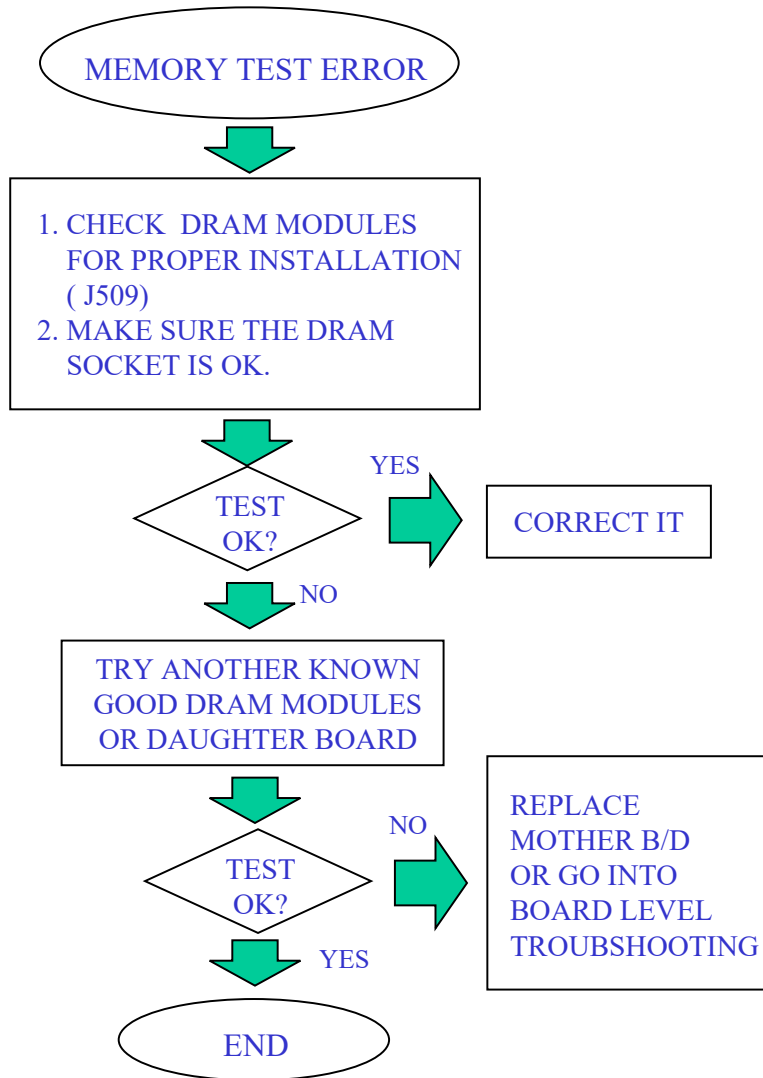 MEMORY TEST ERROR
1. CHECK DRAM MODULES
FOR PROPER INSTALLATION
( J509)
2. MAKE SURE THE DRAM
SOCKET IS OK.
TEST
OK?
YES
CORRECT IT
NO
TRY ANOTHER KNOWN
GOOD DRAM MODULES
OR DAUGHTER BOARD
TEST
OK?
NO
REPLACE
MOTHER B/D
OR GO INTO
BOARD LEVEL
TROUBSHOOTING
YES
END